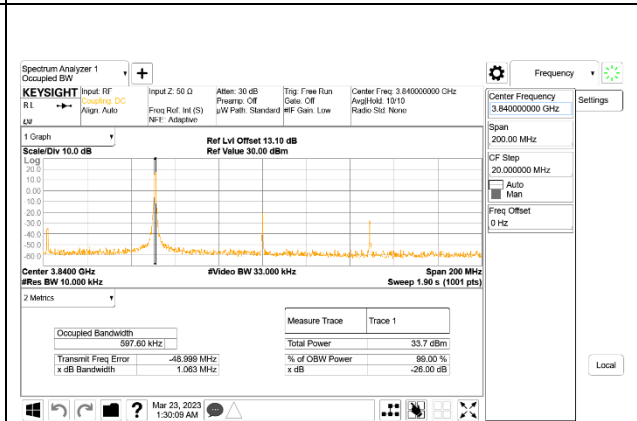 Spectrum Analyzer 1
Occupied BW
+
Frequency
KEYSIGHT
R L
Input: RF
Coupling: DC
Align: Auto
Input Z: 50 Ω
Freq Ref: Int (S)
NFE: Adaptive
Atten: 30 dB
Preamp: Off
µW Path: Standard
Trig: Free Run
Gate: Off
#IF Gain: Low
Center Freq: 3.840000000 GHz
Avg|Hold: 10/10
Radio Std: None
Center Frequency
3.840000000 GHz
Settings
Span
200.00 MHz
CF Step
20.000000 MHz
Auto
Man
Freq Offset
0 Hz
1 Graph
Scale/Div 10.0 dB
Ref Lvl Offset 13.10 dB
Ref Value 30.00 dBm
Log
20.0
10.0
0.00
-10.0
-20.0
-30.0
-40.0
-50.0
-60.0
Center 3.8400 GHz
#Video BW 33.000 kHz
Span 200 MHz
#Res BW 10.000 kHz
Sweep 1.90 s (1001 pts)
2 Metrics
Measure Trace
Trace 1
Occupied Bandwidth
597.60 kHz
Total Power
33.7 dBm
Transmit Freq Error
-48.999 MHz
% of OBW Power
99.00 %
x dB Bandwidth
1.063 MHz
x dB
-26.00 dB
Local
?
Mar 23, 2023
1:30:09 AM